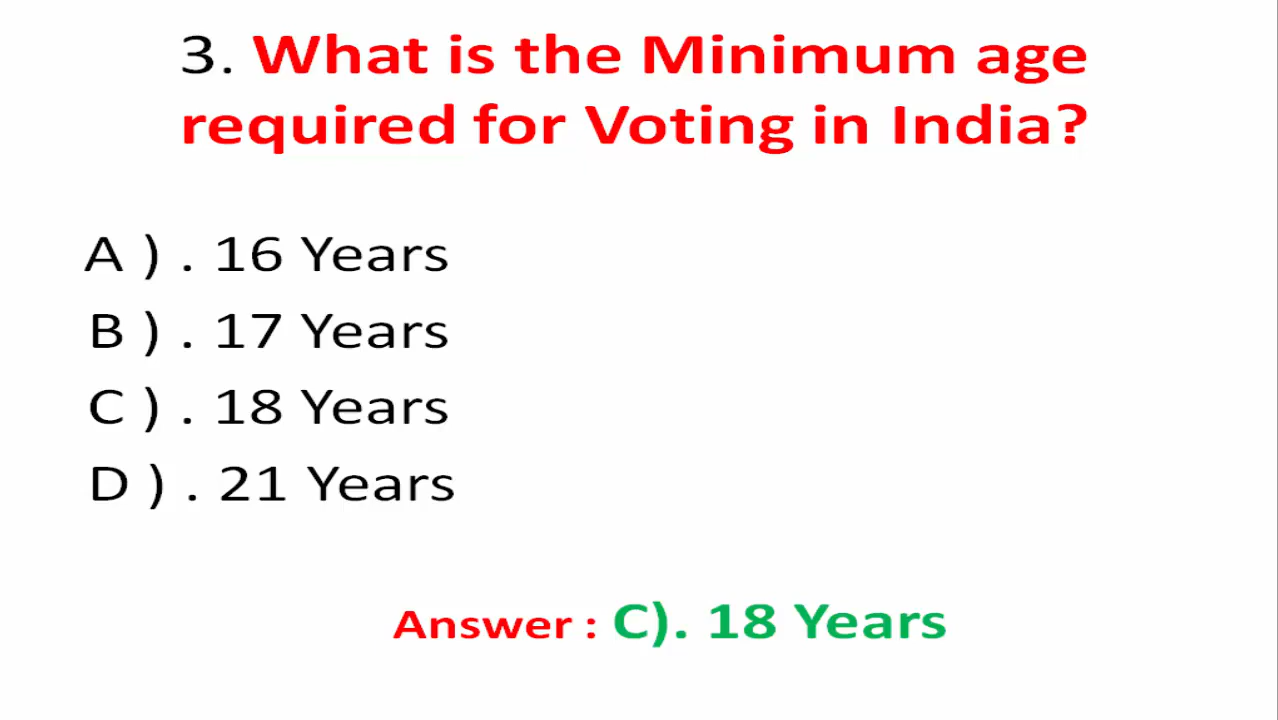 3. What is the Minimum age
required for Voting in India?
A ) . 16 Years
B ) . 17 Years
C ) . 18 Years
D ) . 21 Years
Answer : C). 18 Years